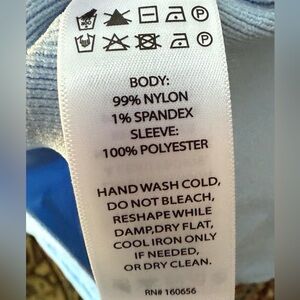 BODY:
99% NYLON
1% SPANDEX
SLEEVE:
100% POLYESTER
HAND WASH COLD,
DO NOT BLEACH,
RESHAPE WHILE
DAMP,DRY FLAT,
COOL IRON ONLY
IF NEEDED,
OR DRY CLEAN.
RN# 160656